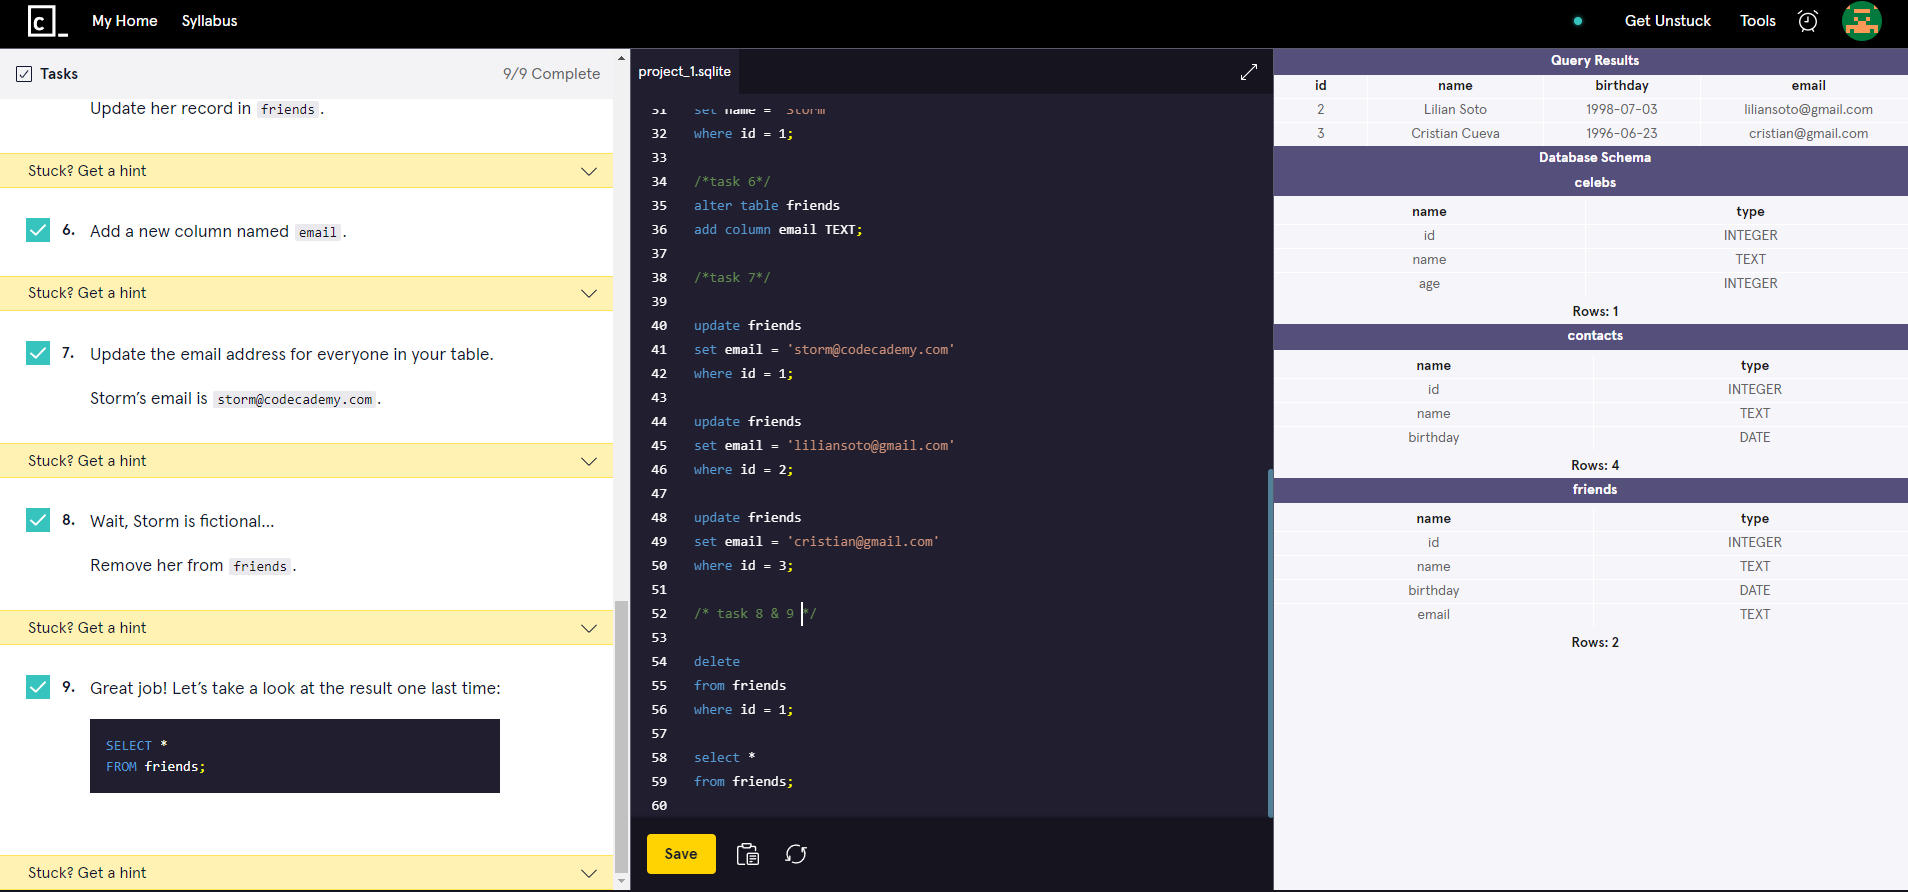 c_
My Home
Syllabus
Get Unstuck
Tools
Tasks
9/9 Complete
Update her record in friends.
Stuck? Get a hint
6. Add a new column named email.
Stuck? Get a hint
7. Update the email address for everyone in your table.
Storm’s email is storm@codecademy.com.
Stuck? Get a hint
8. Wait, Storm is fictional...
Remove her from friends.
Stuck? Get a hint
9. Great job! Let’s take a look at the result one last time:
SELECT *
FROM friends;
Stuck? Get a hint
project_1.sqlite
31 set name = 'Storm
32 where id = 1;
33
34 /*task 6*/
35 alter table friends
36 add column email TEXT;
37
38 /*task 7*/
39
40 update friends
41 set email = 'storm@codecademy.com'
42 where id = 1;
43
44 update friends
45 set email = 'liliansoto@gmail.com'
46 where id = 2;
47
48 update friends
49 set email = 'cristian@gmail.com'
50 where id = 3;
51
52 /* task 8 & 9 */
53
54 delete
55 from friends
56 where id = 1;
57
58 select *
59 from friends;
60
Save
Query Results
id name birthday email
2 Lilian Soto 1998-07-03 liliansoto@gmail.com
3 Cristian Cueva 1996-06-23 cristian@gmail.com
Database Schema
celebs
name type
id INTEGER
name TEXT
age INTEGER
Rows: 1
contacts
name type
id INTEGER
name TEXT
birthday DATE
Rows: 4
friends
name type
id INTEGER
name TEXT
birthday DATE
email TEXT
Rows: 2